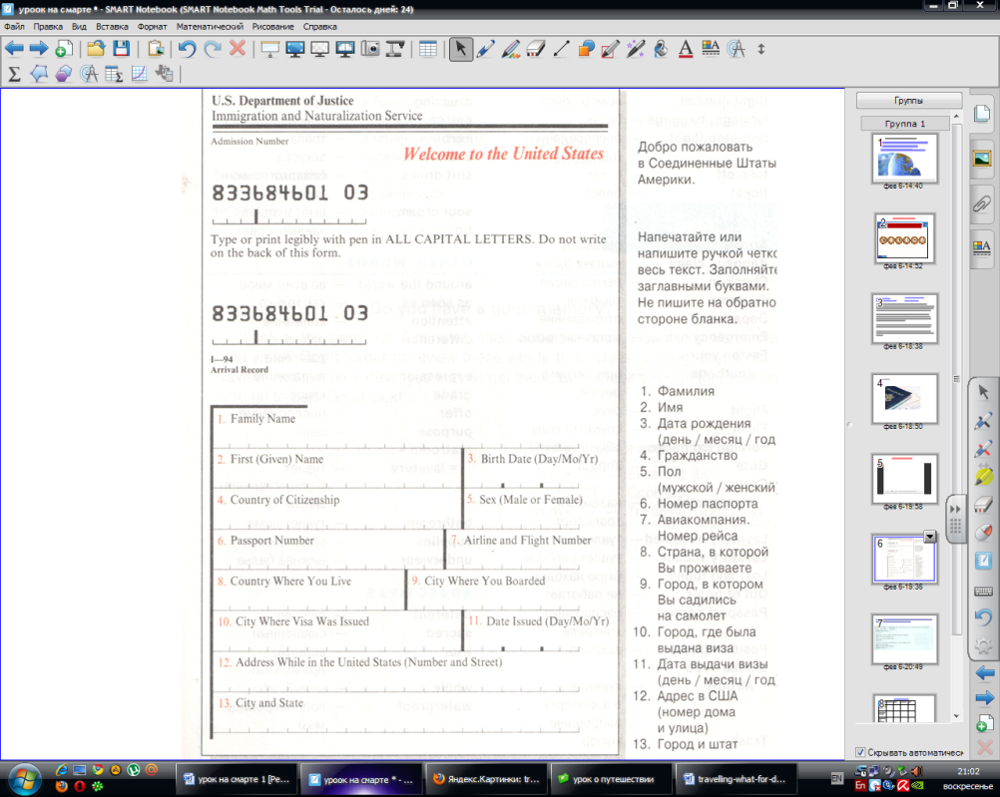 уроок на смарте * - SMART Notebook (SMART Notebook Math Tools Trial - Осталось дней: 24)
Файл Правка Вид Вставка Формат Математический Рисование Справка
U.S. Department of Justice
Immigration and Naturalization Service
Admission Number
Welcome to the United States
833684601 03
Type or print legibly with pen in ALL CAPITAL LETTERS. Do not write
on the back of this form.
833684601 03
I—94
Arrival Record
1. Family Name
2. First (Given) Name
3. Birth Date (Day/Mo/Yr)
4. Country of Citizenship
5. Sex (Male or Female)
6. Passport Number
7. Airline and Flight Number
8. Country Where You Live
9. City Where You Boarded
10. City Where Visa Was Issued
11. Date Issued (Day/Mo/Yr)
12. Address While in the United States (Number and Street)
13. City and State
Добро пожаловать
в Соединенные Штаты
Америки.
Напечатайте или
напишите ручкой четко
весь текст. Заполняйте
заглавными буквами.
Не пишите на обратно
стороне бланка.
1. Фамилия
2. Имя
3. Дата рождения
(день / месяц / год
4. Гражданство
5. Пол
(мужской / женский
6. Номер паспорта
7. Авиакомпания.
Номер рейса
8. Страна, в которой
Вы проживаете
9. Город, в котором
Вы садились
на самолет
10. Город, где была
выдана виза
11. Дата выдачи визы
(день / месяц / год
12. Адрес в США
(номер дома
и улица)
13. Город и штат
Группы
Группа 1
1
фев 6-14:40
2
фев 6-14:52
3
фев 6-18:38
4
фев 6-18:50
5
фев 6-19:58
6
фев 6-19:36
7
фев 6-20:49
8
Скрывать автоматическ
урок на смарте 1 [Ре...
уроок на смарте * - ...
Яндекс.Картинки: tr...
урок о путешествии
travelling-what-for-d...
EN
En
21:02
воскресенье